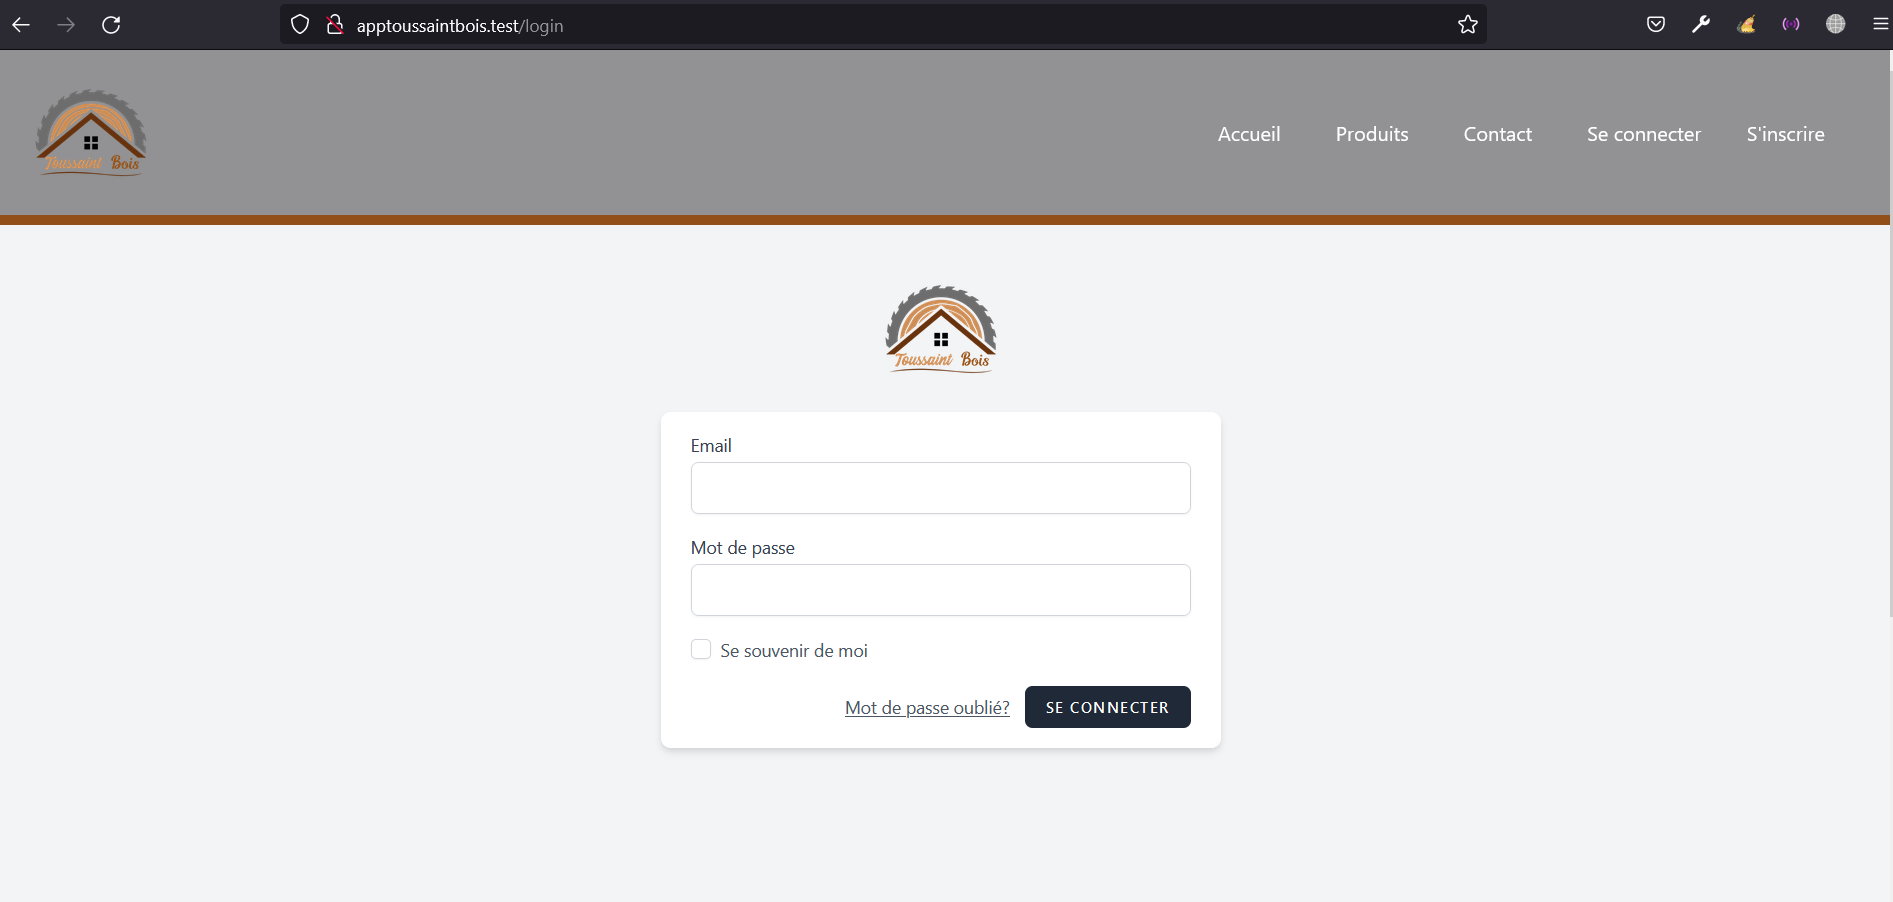 apptoussaintbois.test/login
Toussaint Bois
Accueil Produits Contact Se connecter S'inscrire
Toussaint Bois
Email
Mot de passe
Se souvenir de moi
Mot de passe oublié? SE CONNECTER